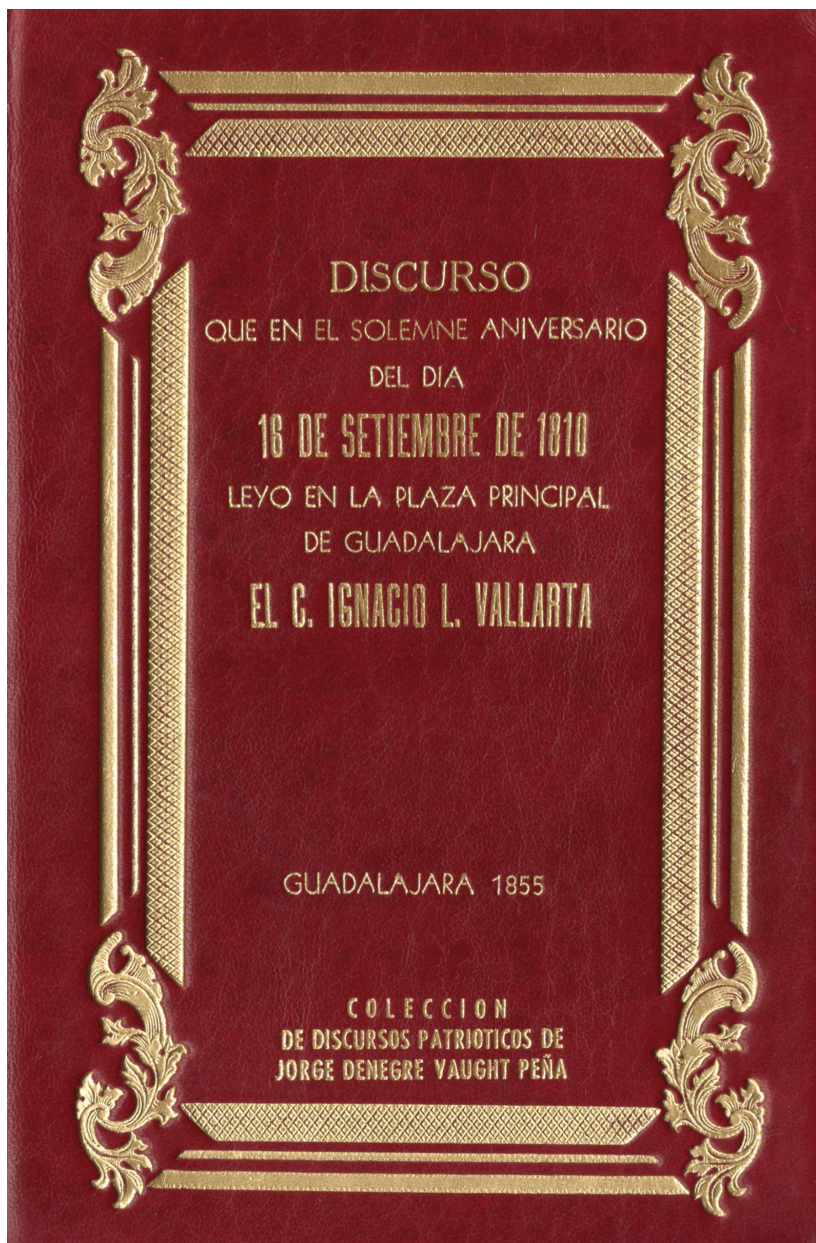 DISCURSO
QUE EN EL SOLEMNE ANIVERSARIO
DEL DIA
16 DE SETIEMBRE DE 1810
LEYO EN LA PLAZA PRINCIPAL
DE GUADALAJARA
EL C. IGNACIO L. VALLARTA
GUADALAJARA 1855
COLECCION
DE DISCURSOS PATRIOTICOS DE
JORGE DENEGRE VAUGHT PEÑA